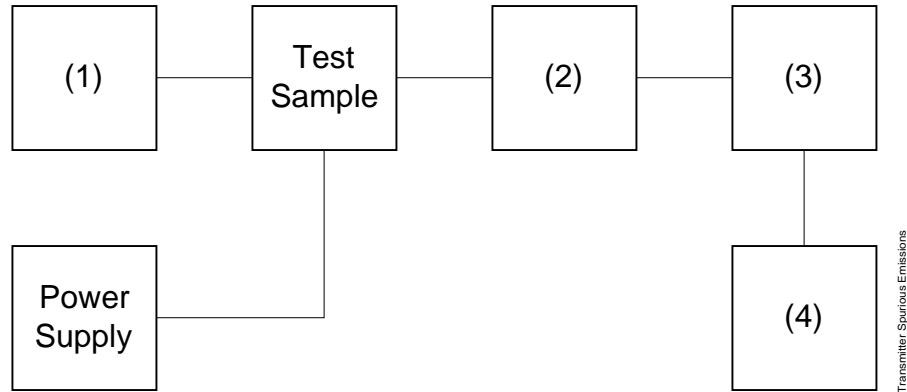 (1)
Test
Sample
(2)
(3)
Power
Supply
(4)
Transmitter Spurious Emissions